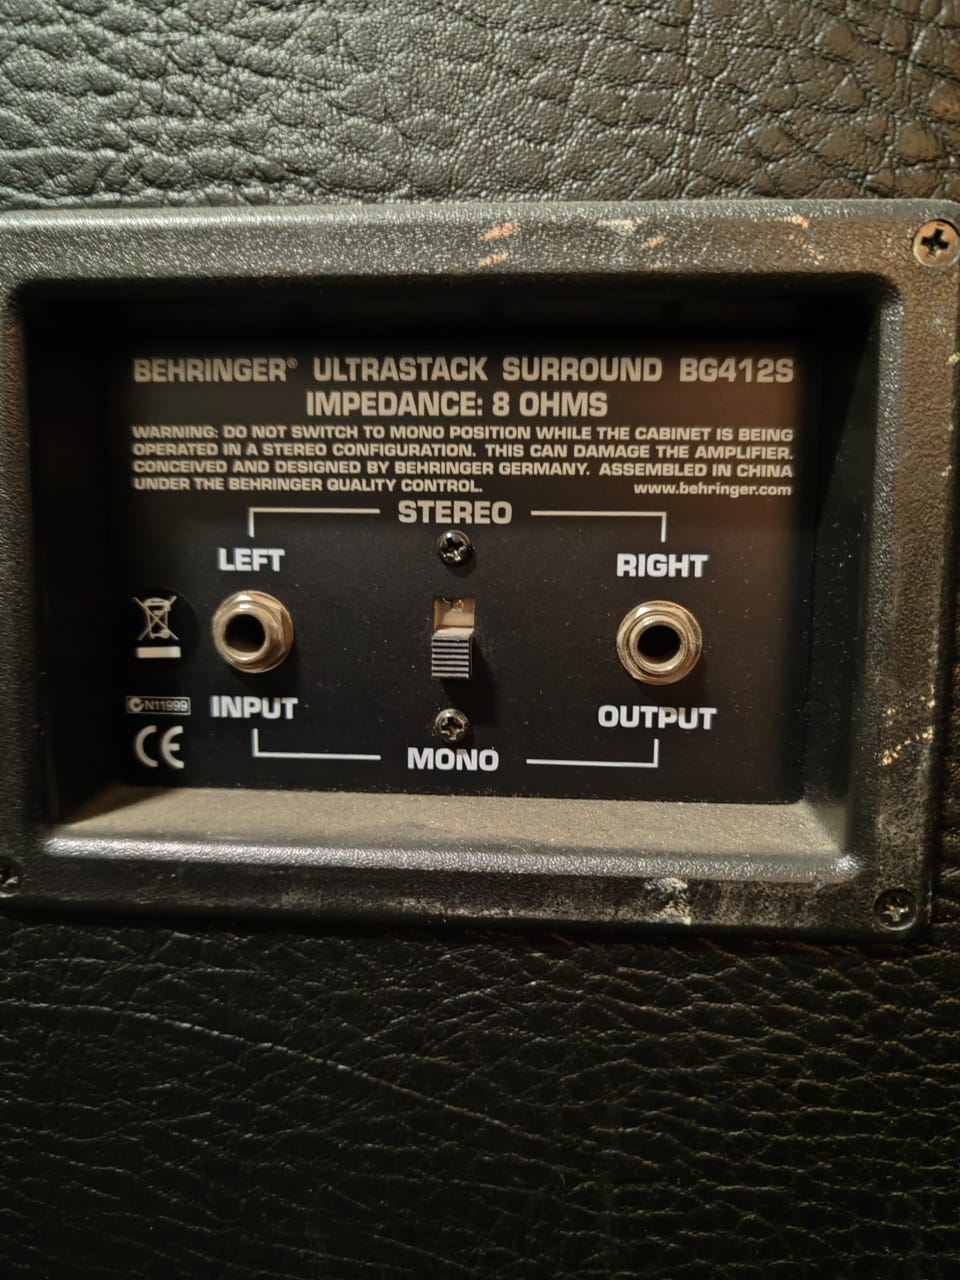 BEHRINGER® ULTRASTACK SURROUND BG412S
IMPEDANCE: 8 OHMS
WARNING: DO NOT SWITCH TO MONO POSITION WHILE THE CABINET IS BEING
OPERATED IN A STEREO CONFIGURATION. THIS CAN DAMAGE THE AMPLIFIER.
CONCEIVED AND DESIGNED BY BEHRINGER GERMANY. ASSEMBLED IN CHINA
UNDER THE BEHRINGER QUALITY CONTROL. www.behringer.com
STEREO
LEFT RIGHT
N11999
INPUT OUTPUT
CE
MONO